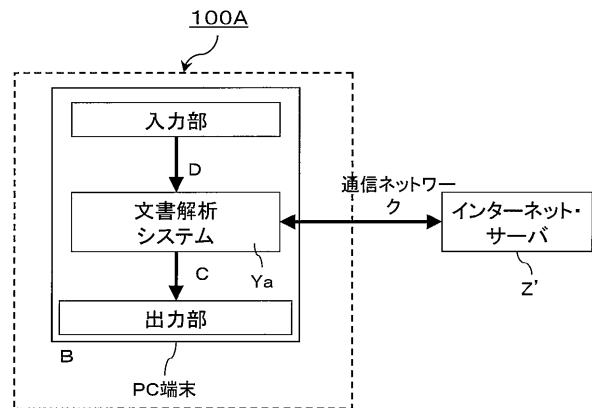 100A
入力部
D
文書解析
システム
Ya
C
出力部
B
PC端末
通信ネットワー
ク
インターネット・
サーバ
Z'